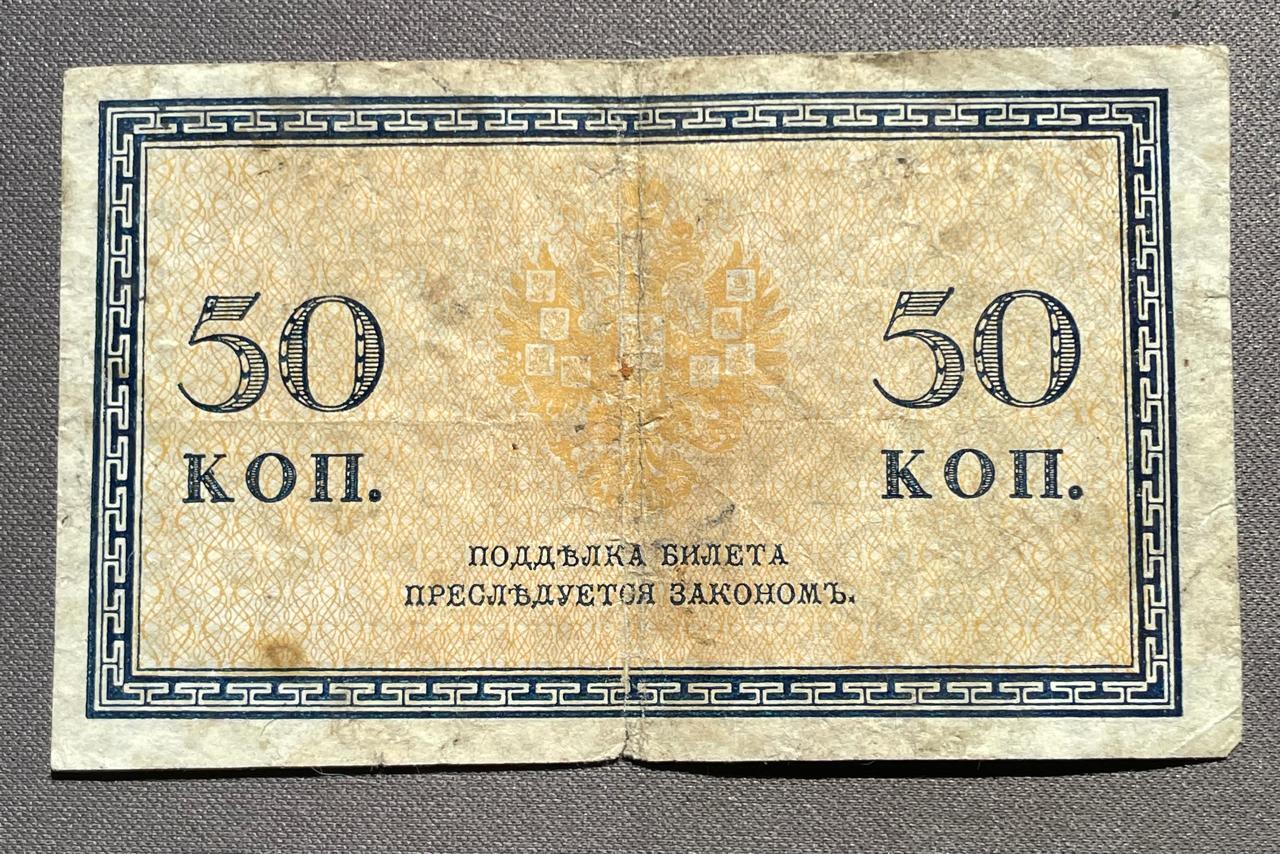 50 50
КОП. КОП.
ПОДДѢЛКА БИЛЕТА
ПРЕСЛѢДУЕТСЯ ЗАКОНОМЪ.